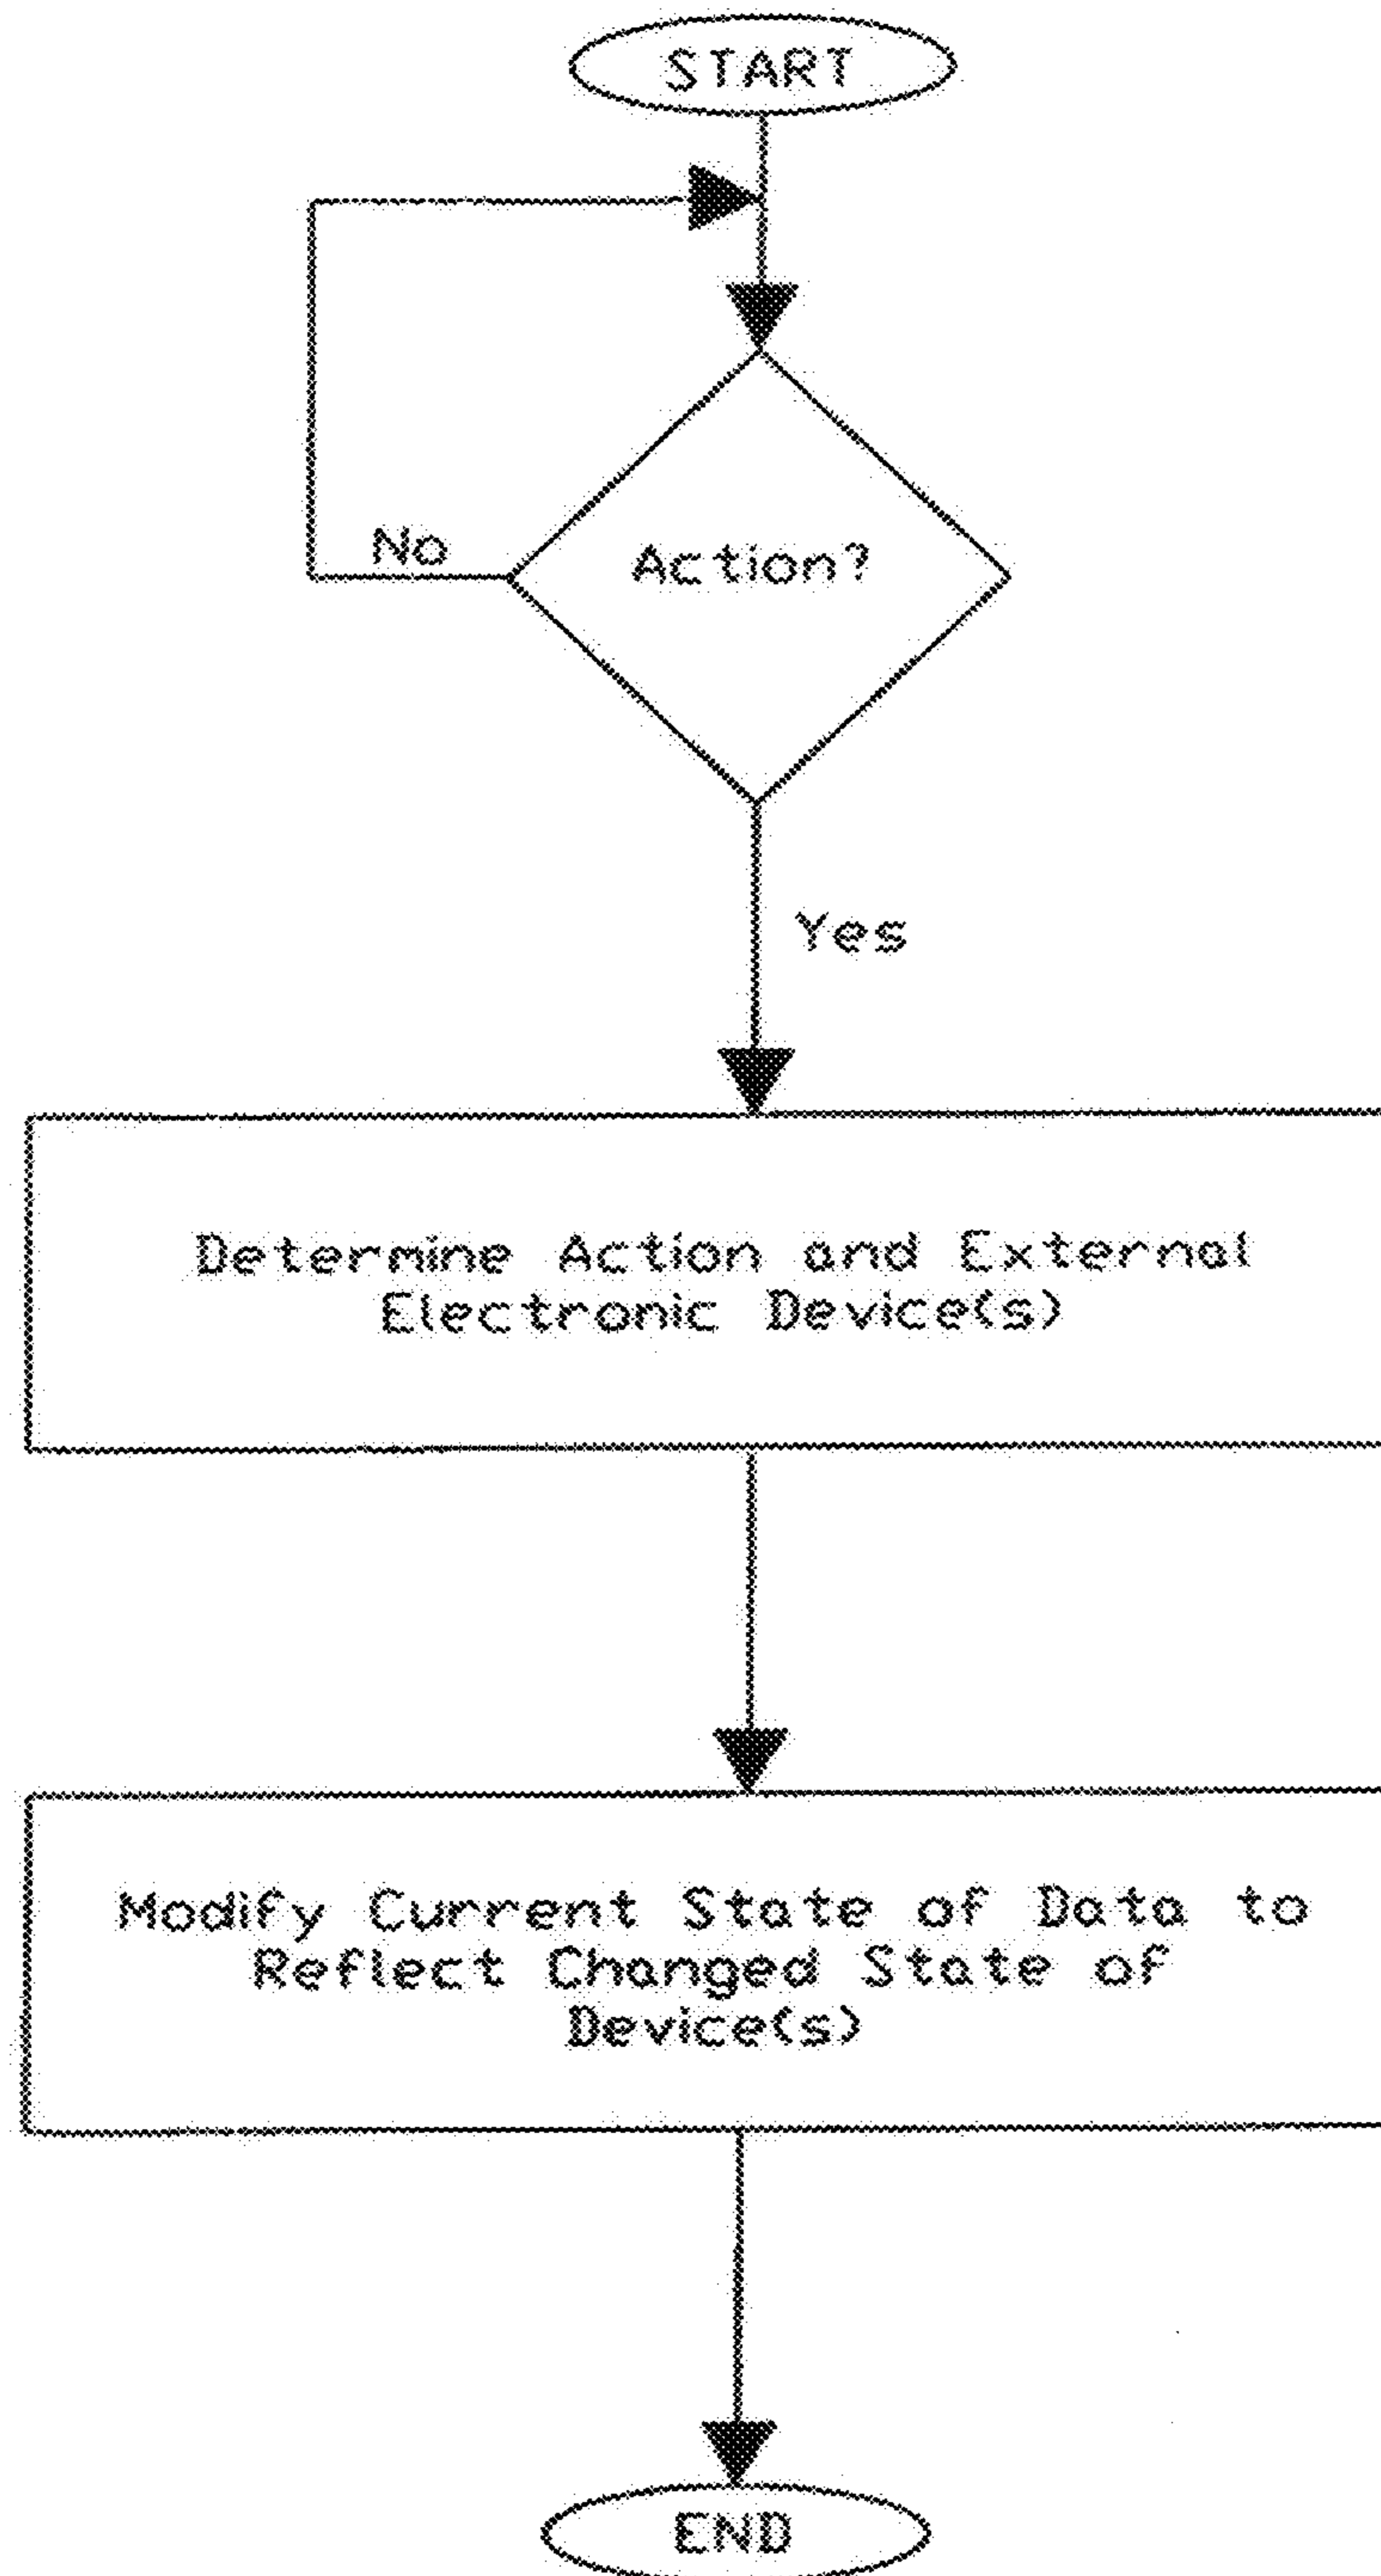 START
No
Action?
Yes
Determine Action and External
Electronic Device(s)
Modify Current State of Data to
Reflect Changed State of
Device(s)
END